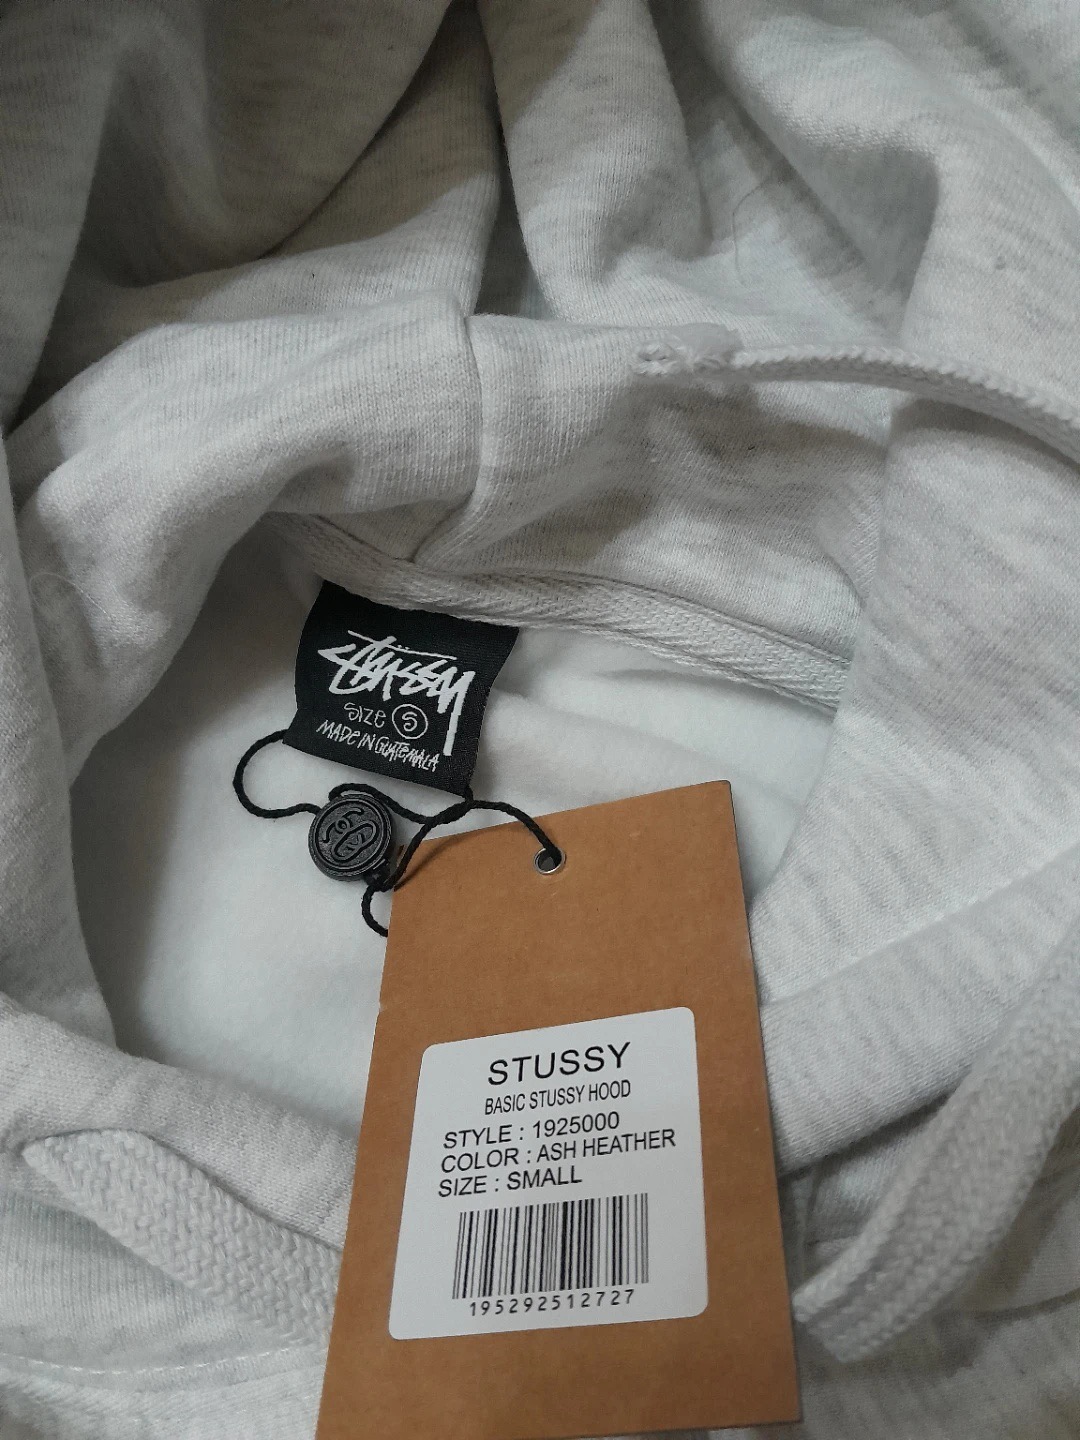 STUSSY
SIZE S
MADE IN GUATEMALA
STUSSY
BASIC STUSSY HOOD
STYLE : 1925000
COLOR : ASH HEATHER
SIZE : SMALL
195292512727